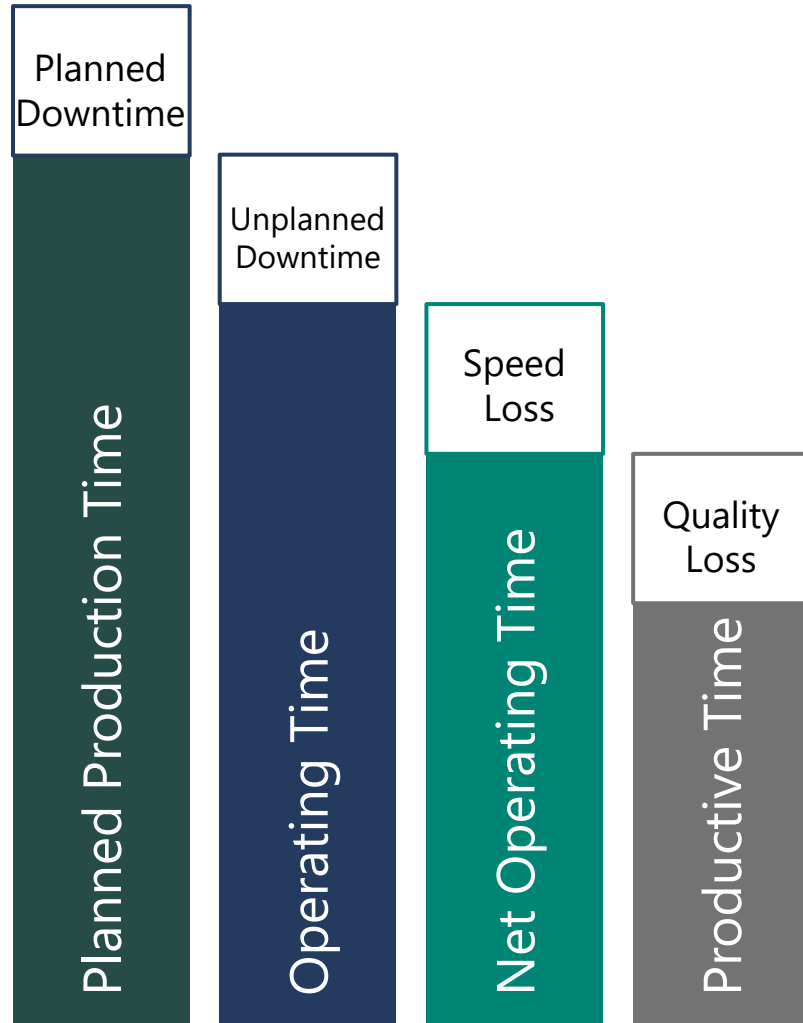 Planned
Downtime
Planned Production Time
Unplanned
Downtime
Operating Time
Speed
Loss
Net Operating Time
Quality
Loss
Productive Time